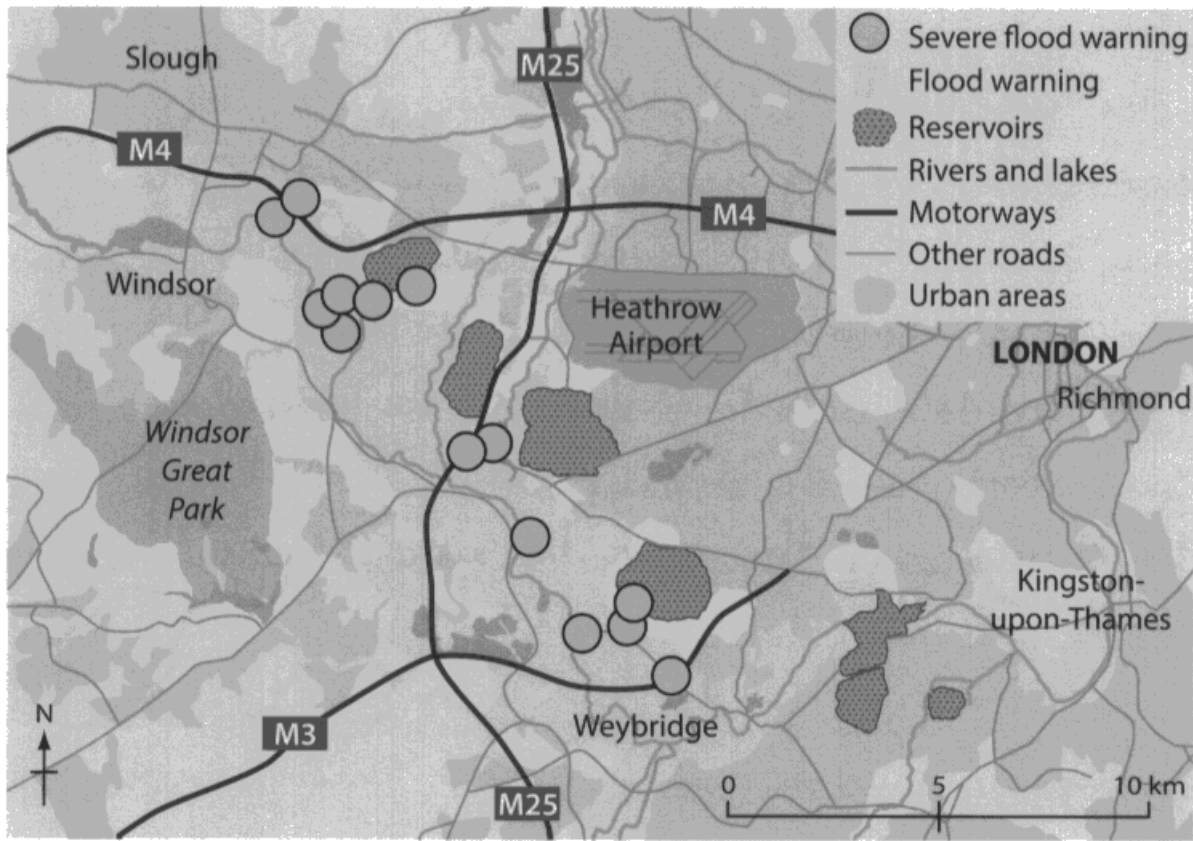 Slough
M25
M4
M4
Windsor
Heathrow
Airport
Windsor
Great
Park
LONDON
Richmond
Kingston-
upon-Thames
Weybridge
M3
M25
N
0 5 10 km
Severe flood warning
Flood warning
Reservoirs
Rivers and lakes
Motorways
Other roads
Urban areas